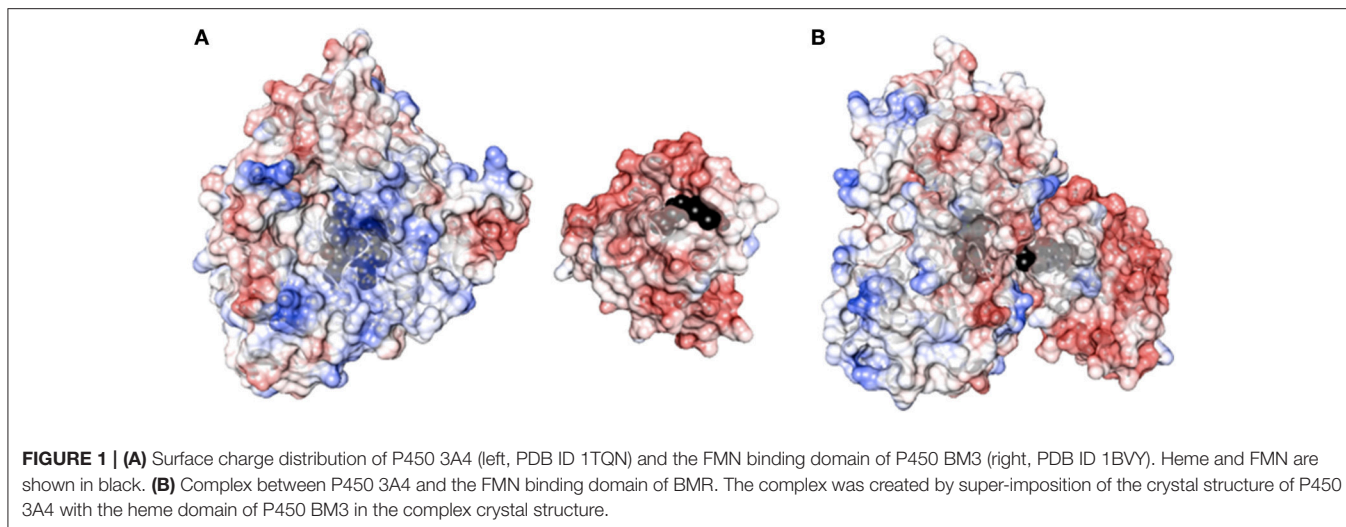 A
B
FIGURE 1 | (A) Surface charge distribution of P450 3A4 (left, PDB ID 1TQN) and the FMN binding domain of P450 BM3 (right, PDB ID 1BVY). Heme and FMN are
shown in black. (B) Complex between P450 3A4 and the FMN binding domain of BMR. The complex was created by super-imposition of the crystal structure of P450
3A4 with the heme domain of P450 BM3 in the complex crystal structure.